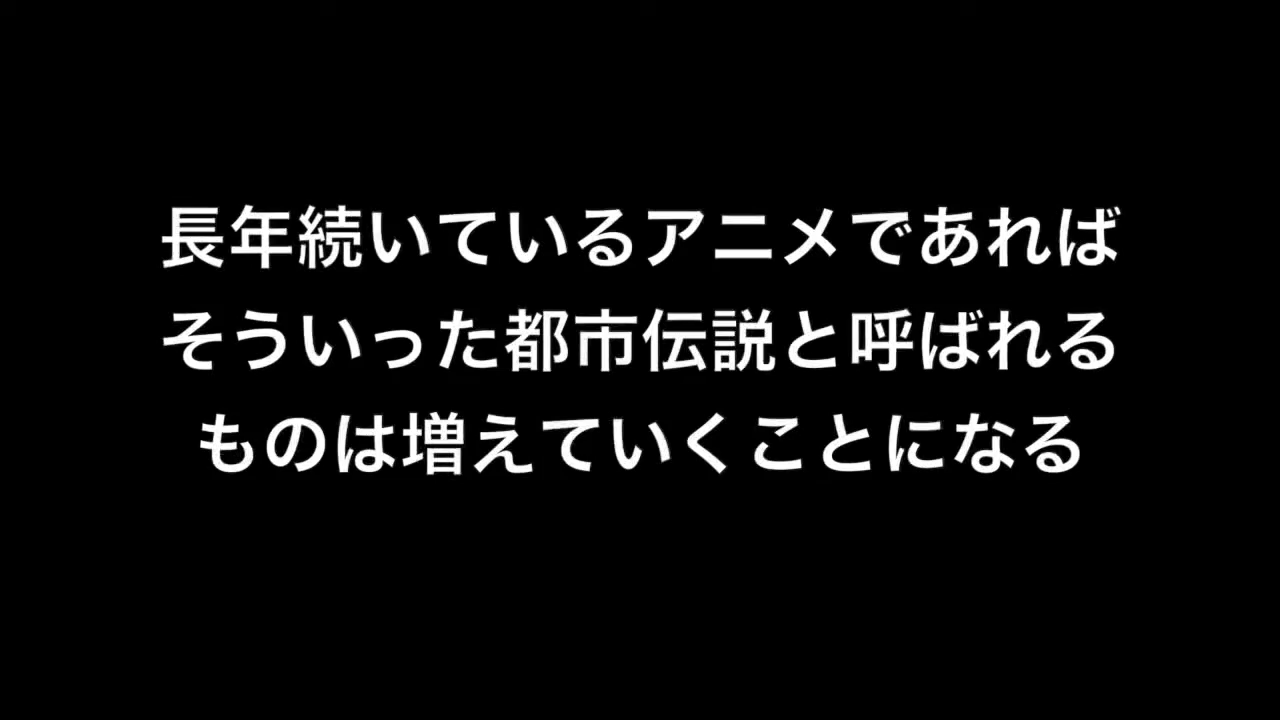 長年続いているアニメであれば
そういった都市伝説と呼ばれる
ものは増えていくことになる